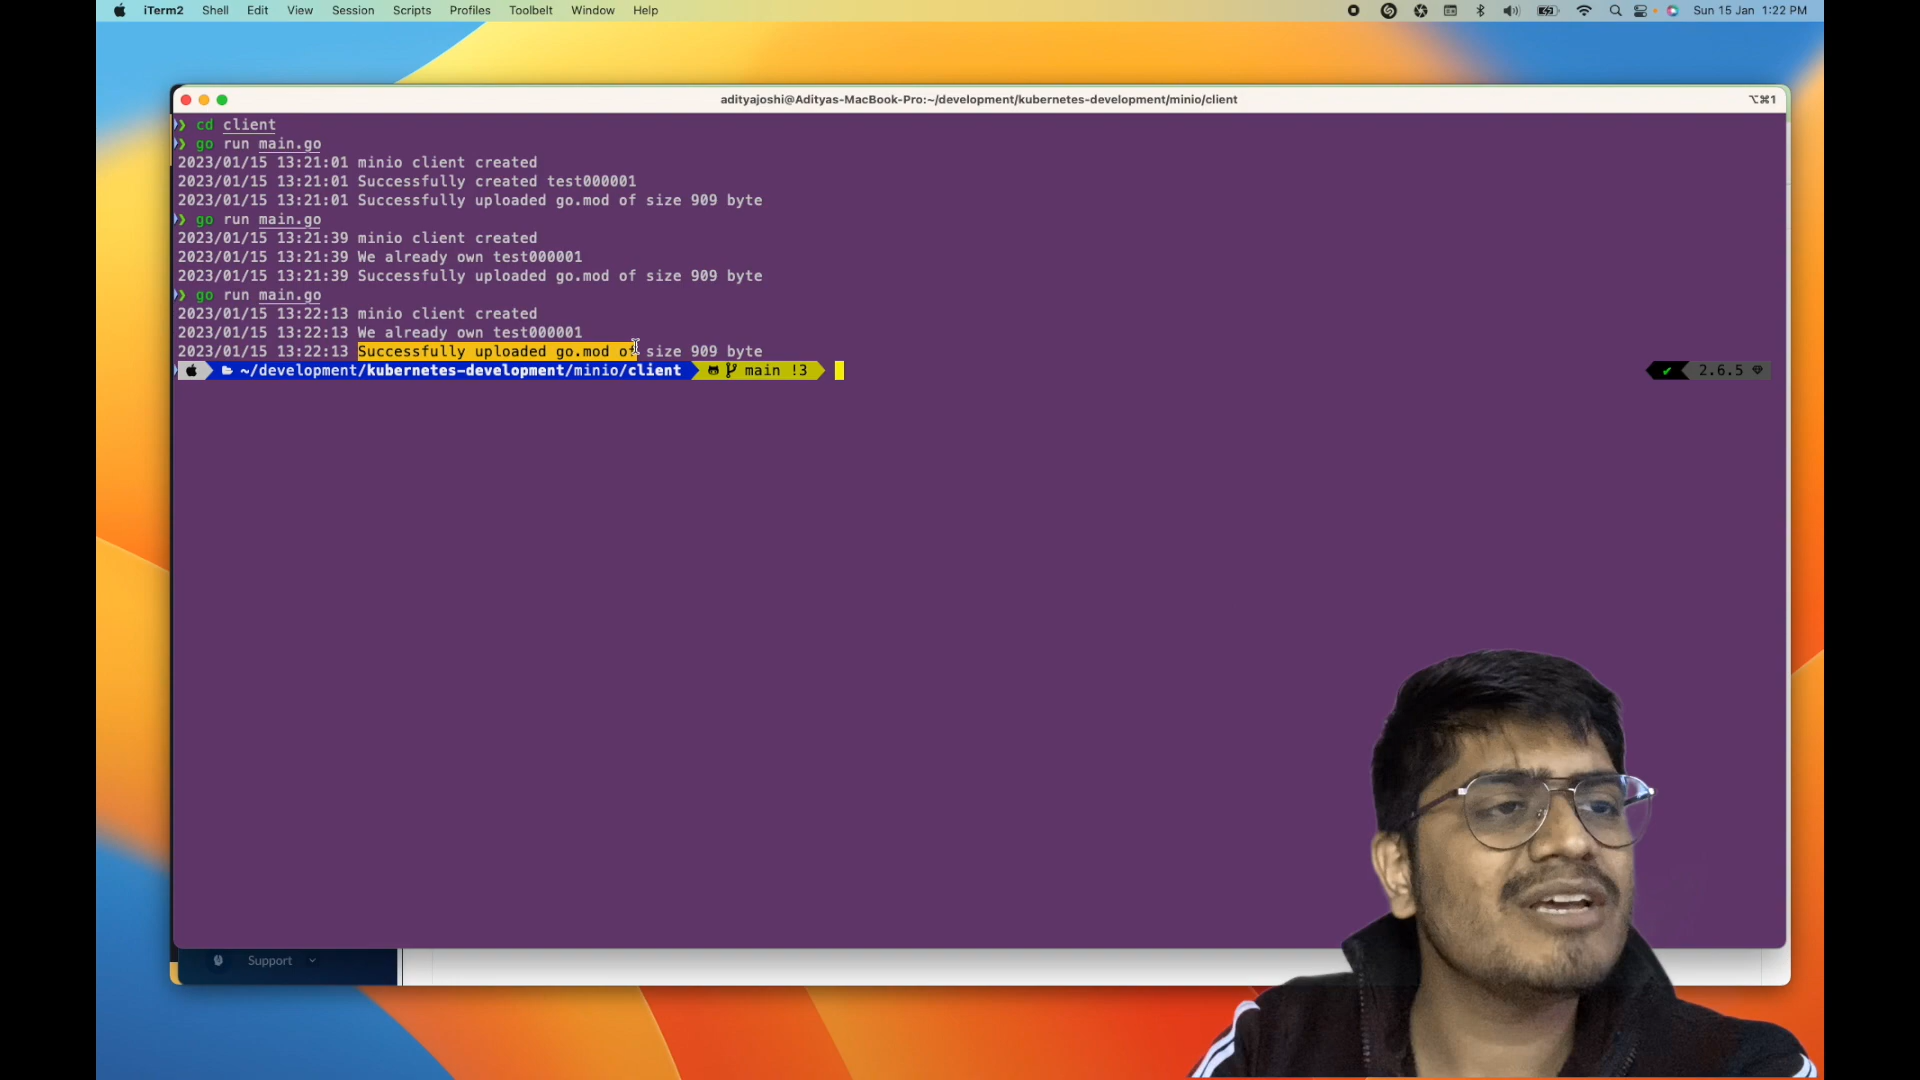 iTerm2 Shell Edit View Session Scripts Profiles Toolbelt Window Help Sun 15 Jan 1:22 PM
adityajoshi@Adityas-MacBook-Pro:~/development/kubernetes-development/minio/client ⌥⌘1
❯ cd client
❯ go run main.go
2023/01/15 13:21:01 minio client created
2023/01/15 13:21:01 Successfully created test000001
2023/01/15 13:21:01 Successfully uploaded go.mod of size 909 byte
❯ go run main.go
2023/01/15 13:21:39 minio client created
2023/01/15 13:21:39 We already own test000001
2023/01/15 13:21:39 Successfully uploaded go.mod of size 909 byte
❯ go run main.go
2023/01/15 13:22:13 minio client created
2023/01/15 13:22:13 We already own test000001
2023/01/15 13:22:13 Successfully uploaded go.mod of size 909 byte
~/development/kubernetes-development/minio/client main !3 ✔ 2.6.5
Support